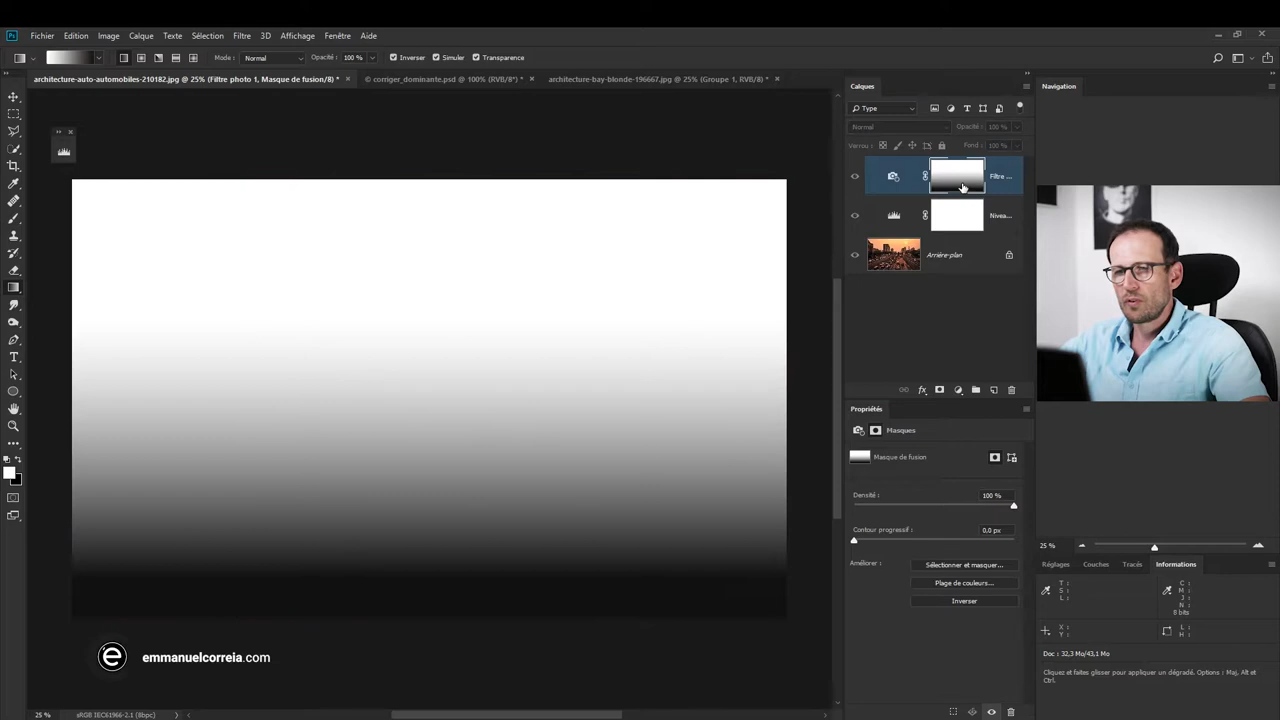 Ps Fichier Edition Image Calque Texte Sélection Filtre 3D Affichage Fenêtre Aide
Mode : Normal Opacité : 100 % Inverser Simuler Transparence
architecture-auto-automobiles-210182.jpg @ 25% (Filtre photo 1, Masque de fusion/8) * × © corriger_dominante.psd @ 100% (RVB/8*) * × architecture-bay-blonde-196667.jpg @ 25% (Groupe 1, RVB/8) * ×
Calques
Type
Normal Opacité : 100 %
Verrou : Fond : 100 %
Filtre ...
Nivea...
Arrière-plan
fx
Propriétés
Masques
Masque de fusion
Densité : 100 %
Contour progressif : 0,0 px
Améliorer : Sélectionner et masquer...
Plage de couleurs...
Inverser
Navigation
25 %
Réglages Couches Tracés Informations
T : C :
S : M :
L : J :
N :
8 bits
X : L :
Y : H :
Doc : 32,3 Mo/43,1 Mo
Cliquez et faites glisser pour appliquer un dégradé. Options : Maj, Alt et
Ctrl.
e emmanuelcorreia.com
25 % sRGB IEC61966-2.1 (8bpc)